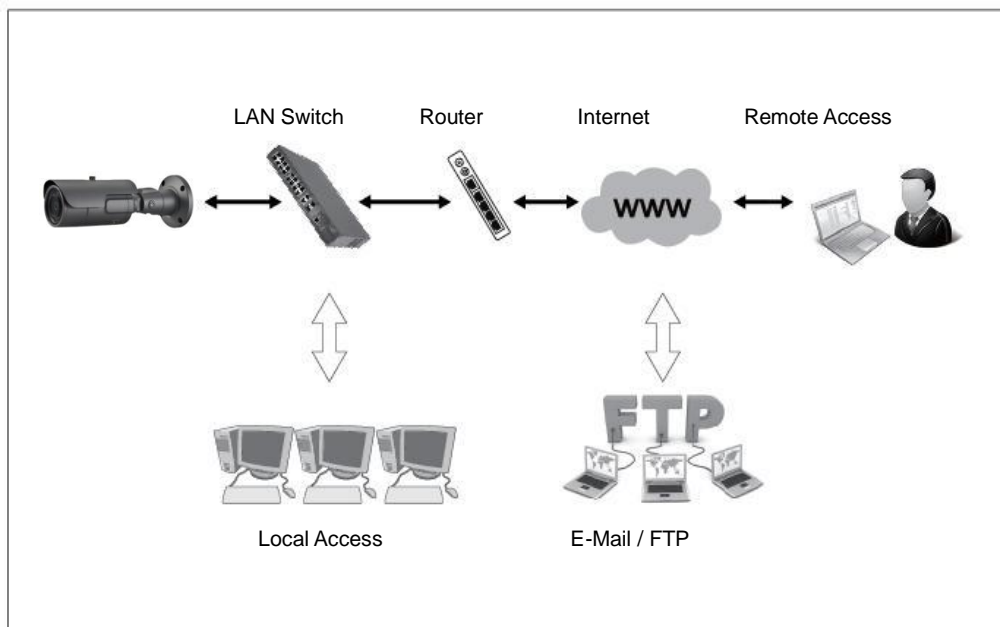 LAN Switch
Router
Internet
Remote Access
WWW
FTP
Local Access
E-Mail / FTP